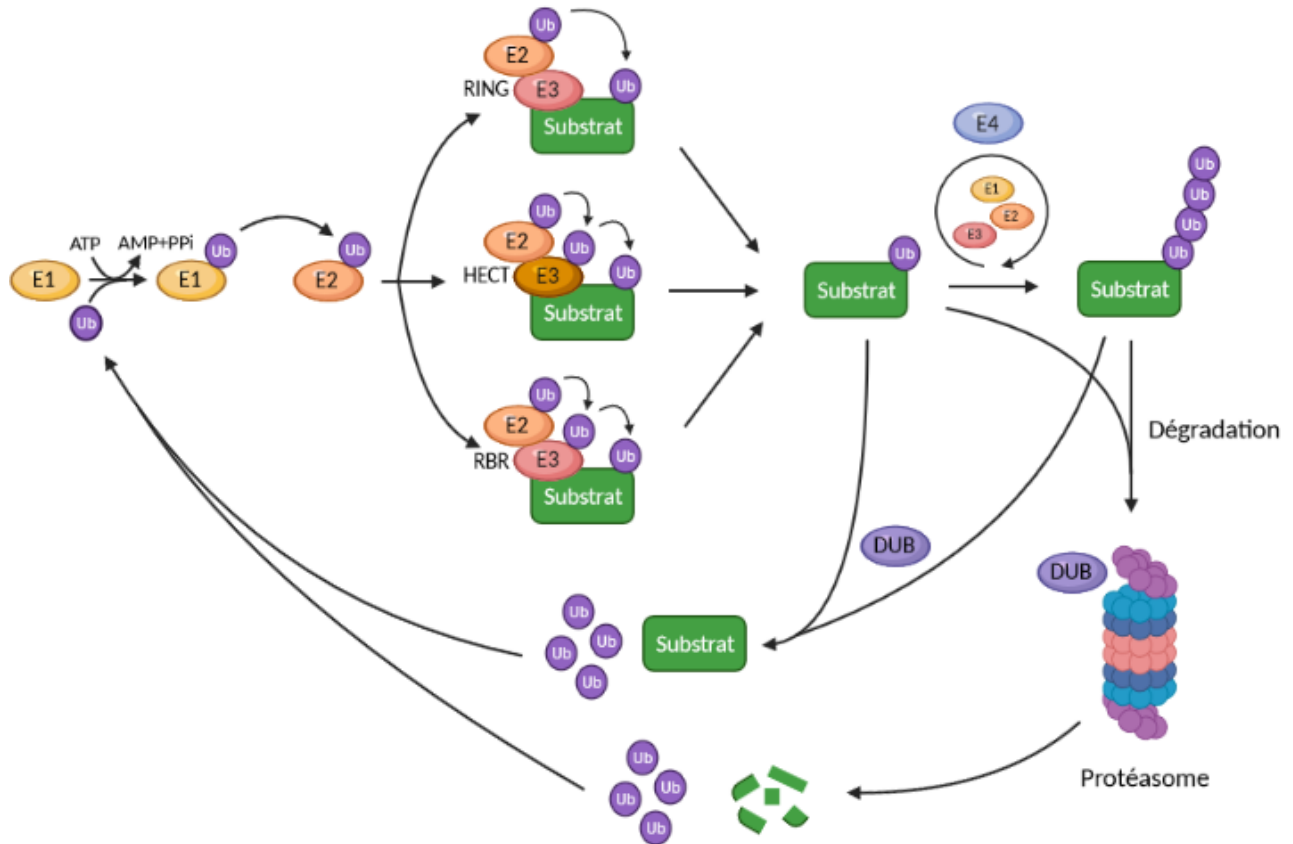 Ub
E2
RING
E3
Ub
Substrat
ATP
AMP+PPi
E1
Ub
E1
Ub
Ub
E2
Ub
E2
Ub
HECT
E3
Ub
Substrat
Ub
E2
Ub
RBR
E3
Ub
Substrat
Ub
Substrat
E4
E1
E2
E3
Ub
Ub
Ub
Ub
Substrat
Dégradation
DUB
DUB
Protéasome
Ub
Ub
Ub
Ub
Substrat
Ub
Ub
Ub
Ub